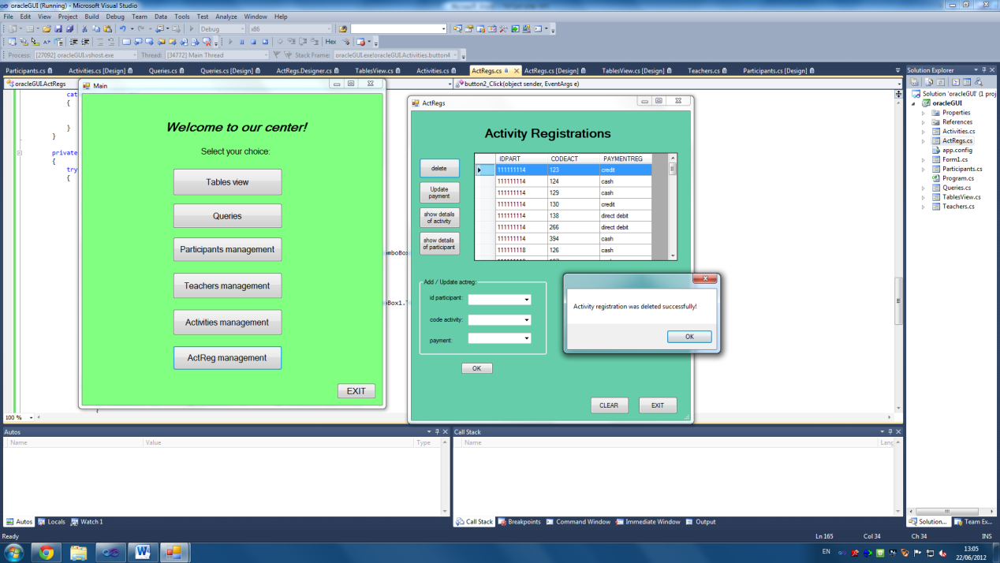 oracleGUI (Running) - Microsoft Visual Studio
File Edit View Project Build Debug Team Data Tools Test Analyze Window Help
Debug x86
Hex
Process: [27092] oracleGUI.vshost.exe Thread: [34772] Main Thread Stack Frame: oracleGUI.exe!oracleGUI.Activities.button4
Participants.cs Activities.cs [Design] Queries.cs Queries.cs [Design] ActRegs.Designer.cs TablesView.cs Activities.cs ActRegs.cs ActRegs.cs [Design] TablesView.cs [Design] Teachers.cs Participants.cs [Design]
oracleGUI.ActRegs
button2_Click(object sender, EventArgs e)
cat
{
}
}
private
{
try
{
{
omboBox
Box1.T
100 %
Main
Welcome to our center!
Select your choice:
Tables view
Queries
Participants management
Teachers management
Activities management
ActReg management
EXIT
ActRegs
Activity Registrations
delete
Update
payment
show details
of activity
show details
of participant
IDPART CODEACT PAYMENTREG
111111114 123 credit
111111114 124 cash
111111114 129 cash
111111114 130 credit
111111114 138 direct debit
111111114 266 direct debit
111111114 394 cash
111111118 126 cash
Add / Update actreg:
id participant:
code activity:
payment:
OK
CLEAR EXIT
Activity registration was deleted successfully!
OK
Solution Explorer
Solution 'oracleGUI' (1 proj
oracleGUI
Properties
References
Activities.cs
ActRegs.cs
app.config
Form1.cs
Participants.cs
Program.cs
Queries.cs
TablesView.cs
Teachers.cs
Solution... Team Ex...
Autos
Name Value Type
Autos Locals Watch 1
Call Stack
Name Lang
Call Stack Breakpoints Command Window Immediate Window Output
Ready Ln 165 Col 34 Ch 34 INS
EN
13:05
22/06/2012